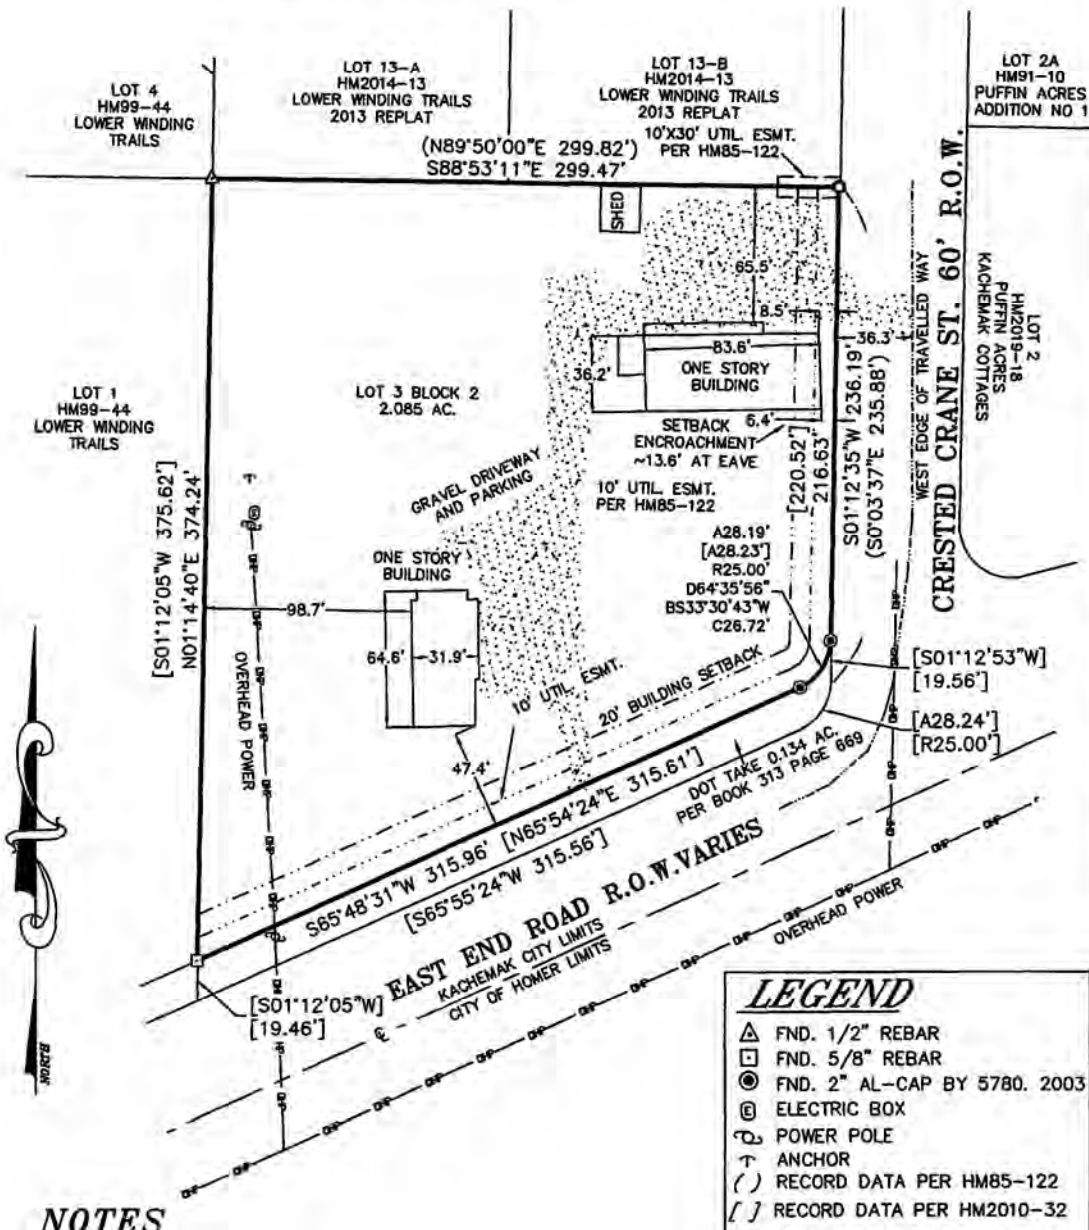 LOT 4
HM99-44
LOWER WINDING
TRAILS
LOT 13-A
HM2014-13
LOWER WINDING TRAILS
2013 REPLAT
LOT 13-B
HM2014-13
LOWER WINDING TRAILS
2013 REPLAT
LOT 2A
HM91-10
PUFFIN ACRES
ADDITION NO 1
10'X30' UTIL. ESMT.
PER HM85-122
(N89°50'00"E 299.82')
S88°53'11"E 299.47'
SHED
65.5'
8.5'
36.3'
83.6'
36.2'
ONE STORY
BUILDING
6.4'
SETBACK
ENCROACHMENT
~13.6' AT EAVE
LOT 3 BLOCK 2
2.085 AC.
LOT 1
HM99-44
LOWER WINDING
TRAILS
WEST EDGE OF TRAVELLED WAY
CRESTED CRANE ST. 60' R.O.W.
LOT 2
HM2019-18
PUFFIN ACRES
KACHEMAK COTTAGES
[220.52']
216.63'
S01°12'35"W 236.19'
(S0°03'37"E 235.88')
[S01°12'05"W 375.62']
N01°14'40"E 374.24'
GRAVEL DRIVEWAY
AND PARKING
10' UTIL. ESMT.
PER HM85-122
A28.19'
[A28.23']
R25.00'
D64°35'56"
BS33°30'43"W
C26.72'
ONE STORY
BUILDING
98.7'
64.6'
31.9'
OVERHEAD POWER
OHP
10' UTIL. ESMT.
20' BUILDING SETBACK
47.4'
[S01°12'53"W]
[19.56']
[A28.24']
[R25.00']
DOT TAKE 0.134 AC.
PER BOOK 313 PAGE 669
S65°48'31"W 315.96' [N65°54'24"E 315.61']
[S65°55'24"W 315.56']
EAST END ROAD R.O.W. VARIES
KACHEMAK CITY LIMITS
CITY OF HOMER LIMITS
OVERHEAD POWER
[S01°12'05"W]
[19.46']
NORTH
LEGEND
FND. 1/2" REBAR
FND. 5/8" REBAR
FND. 2" AL-CAP BY 5780. 2003
E ELECTRIC BOX
POWER POLE
ANCHOR
( ) RECORD DATA PER HM85-122
[ ] RECORD DATA PER HM2010-32
NOTES